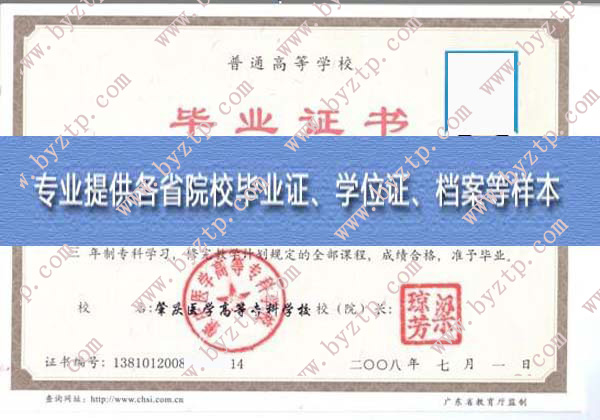 普通高等学校
毕业证书
专业提供各省院校毕业证、学位证、档案等样本
三年制专科学习，修完教学计划规定的全部课程，成绩合格，准予毕业。
校 名:肇庆医学高等专科学校 校（院）长：
证书编号：1381012008 14 二〇〇八年 七月 一日
查询网址：http://www.chsi.com.cn 广东省教育厅监制
www.byztp.com